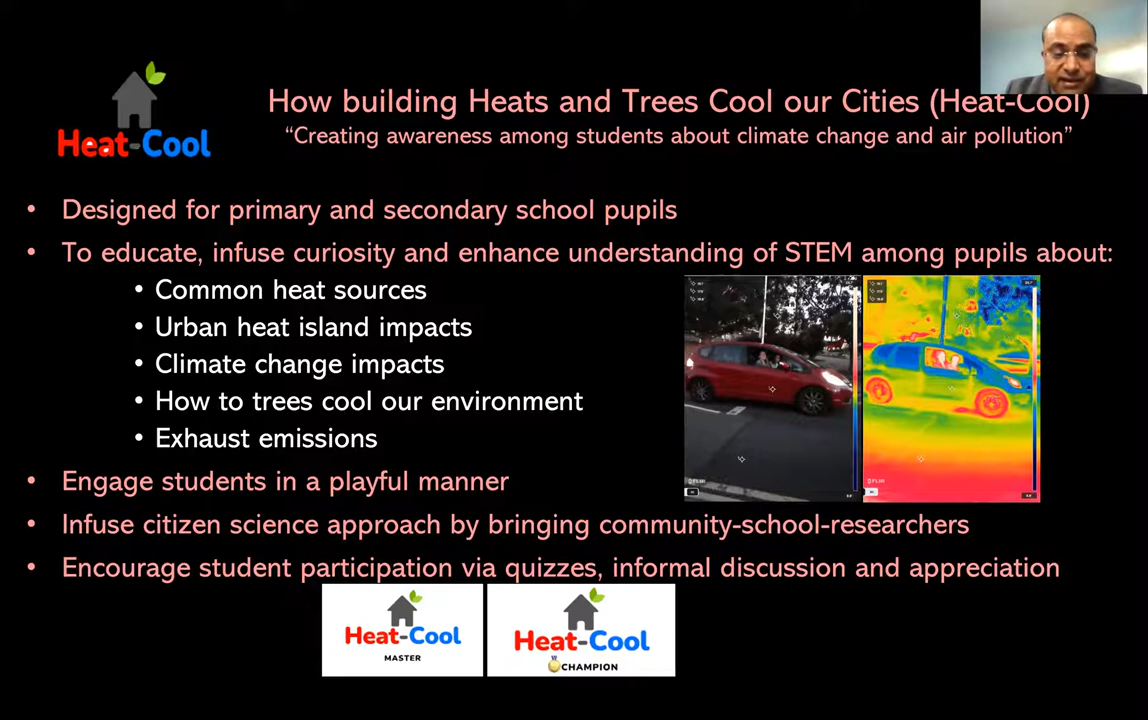 How building Heats and Trees Cool our Cities (Heat-Cool)
“Creating awareness among students about climate change and air pollution”
Heat-Cool
• Designed for primary and secondary school pupils
• To educate, infuse curiosity and enhance understanding of STEM among pupils about:
• Common heat sources
• Urban heat island impacts
• Climate change impacts
• How to trees cool our environment
• Exhaust emissions
• Engage students in a playful manner
• Infuse citizen science approach by bringing community-school-researchers
• Encourage student participation via quizzes, informal discussion and appreciation
Heat-Cool
MASTER
Heat-Cool
CHAMPION